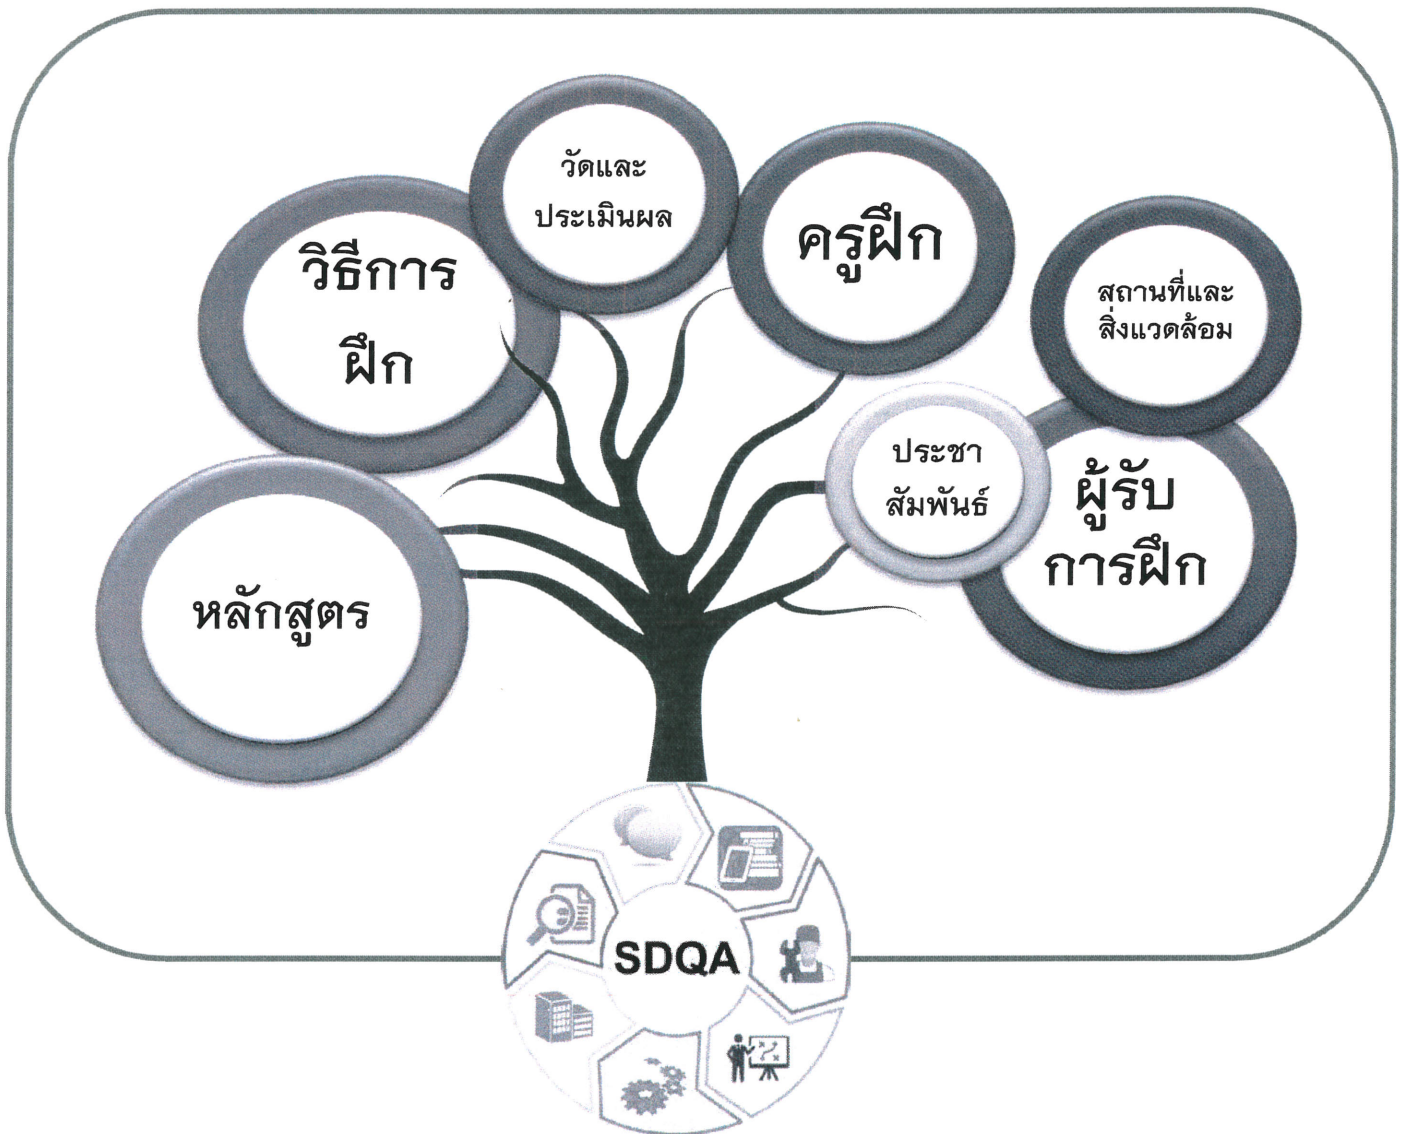 วัดและ
ประเมินผล
วิธีการ
ฝึก
ครูฝึก
สถานที่และ
สิ่งแวดล้อม
ประชา
สัมพันธ์
ผู้รับ
การฝึก
หลักสูตร
SDQA